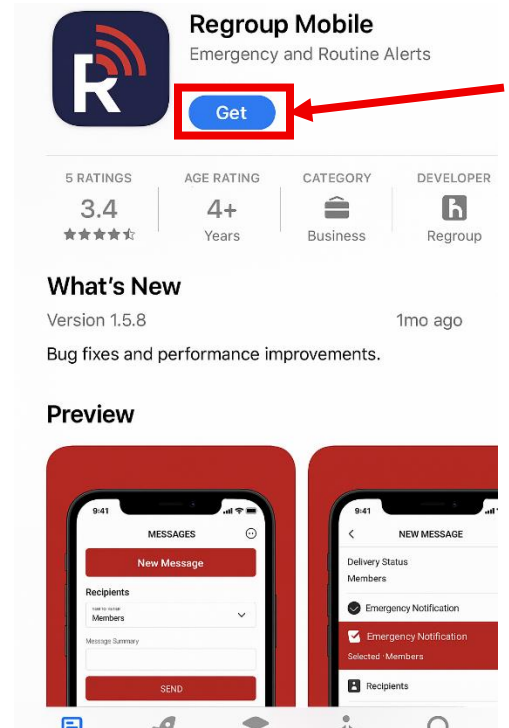 Regroup Mobile
Emergency and Routine Alerts
R
Get
5 RATINGS AGE RATING CATEGORY DEVELOPER
3.4 4+
Years Business Regroup
What's New
Version 1.5.8 1mo ago
Bug fixes and performance improvements.
Preview
9:41
MESSAGES
New Message
Recipients
Members
Message Summary
SEND
9:41
NEW MESSAGE
Delivery Status
Members
Emergency Notification
Emergency Notification
Selected · Members
Recipients